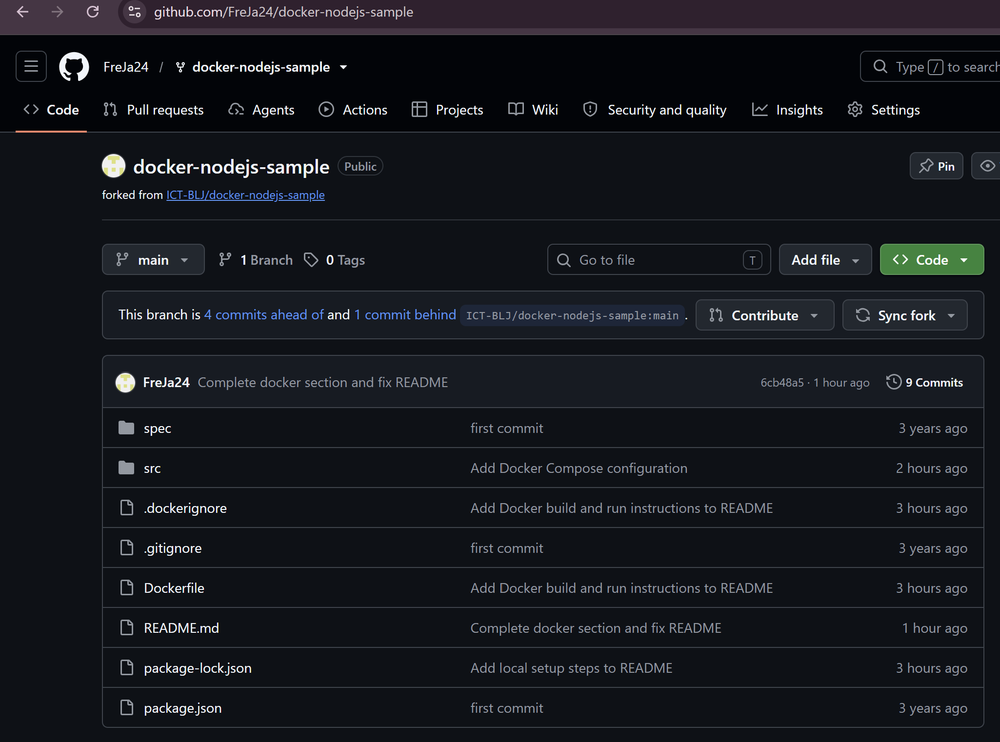 github.com/FreJa24/docker-nodejs-sample
FreJa24 / docker-nodejs-sample
Type / to search
Code Pull requests Agents Actions Projects Wiki Security and quality Insights Settings
docker-nodejs-sample Public
Pin
forked from ICT-BLJ/docker-nodejs-sample
main 1 Branch 0 Tags Go to file T Add file Code
This branch is 4 commits ahead of and 1 commit behind ICT-BLJ/docker-nodejs-sample:main . Contribute Sync fork
FreJa24 Complete docker section and fix README 6cb48a5 · 1 hour ago 9 Commits
spec first commit 3 years ago
src Add Docker Compose configuration 2 hours ago
.dockerignore Add Docker build and run instructions to README 3 hours ago
.gitignore first commit 3 years ago
Dockerfile Add Docker build and run instructions to README 3 hours ago
README.md Complete docker section and fix README 1 hour ago
package-lock.json Add local setup steps to README 3 hours ago
package.json first commit 3 years ago